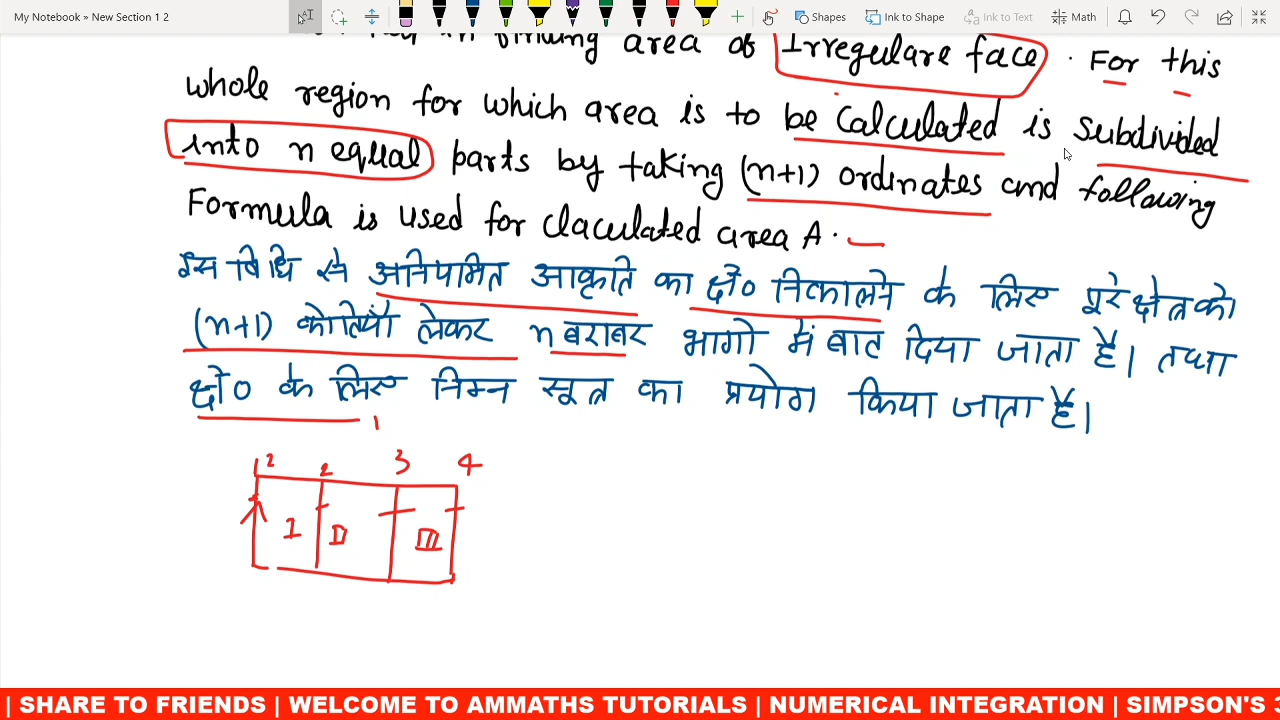 My Notebook » New Section 1 2
Shapes
Ink to Shape
Ink to Text
Math
in finding area of Irregulare face. For this
whole region for which area is to be calculated is subdivided
into n equal parts by taking (n+1) ordinates and following
Formula is used for claculated area A.
इस विधि से अनियमित आकृति का क्षे० निकालने के लिए पूरे क्षेत्र को
(n+1) कोटियों लेकर n बराबर भागो में बाट दिया जाता है। तथा
क्षे० के लिए निम्न सूत्र का प्रयोग किया जाता है।
1
2 2 3 4
I II III
| SHARE TO FRIENDS | WELCOME TO AMMATHS TUTORIALS | NUMERICAL INTEGRATION | SIMPSON'S